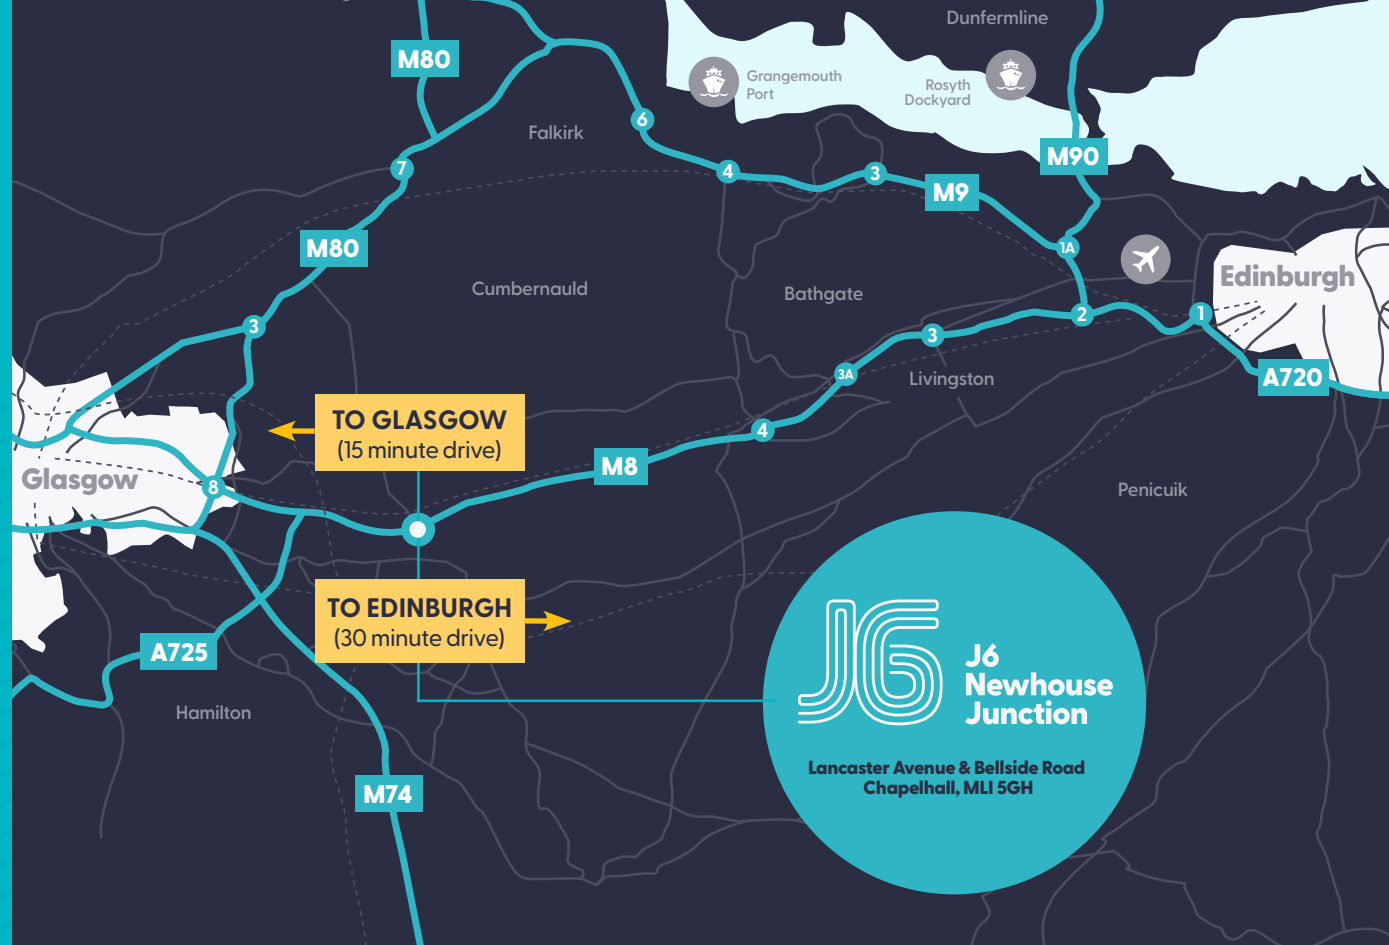 Dunfermline
M80
Grangemouth
Port
Rosyth
Dockyard
6
Falkirk
M90
7
4
3
M9
M80
1A
Edinburgh
Cumbernauld
Bathgate
3
2
1
3
3A
Livingston
A720
TO GLASGOW
(15 minute drive)
4
M8
Glasgow
8
Penicuik
TO EDINBURGH
(30 minute drive)
A725
J6
J6
Newhouse
Junction
Hamilton
Lancaster Avenue & Bellside Road
Chapelhall, MLI 5GH
M74